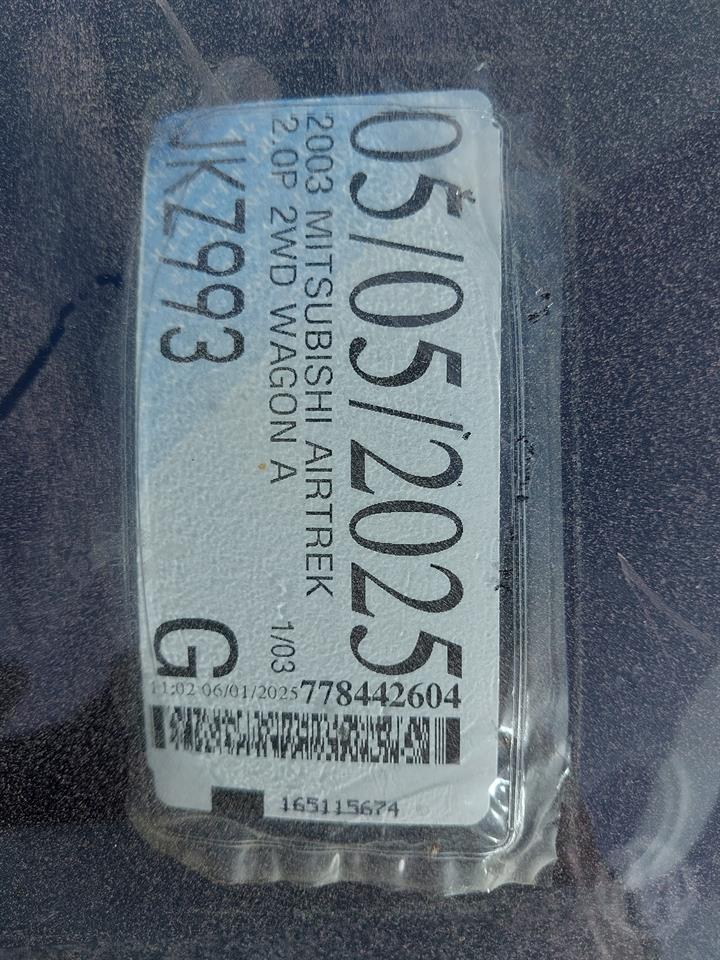 05/05/2025
2003 MITSUBISHI AIRTREK
2.0P 2WD WAGON A 1/03
JKZ993 G
778442604
11:02 06/01/2025
165115674